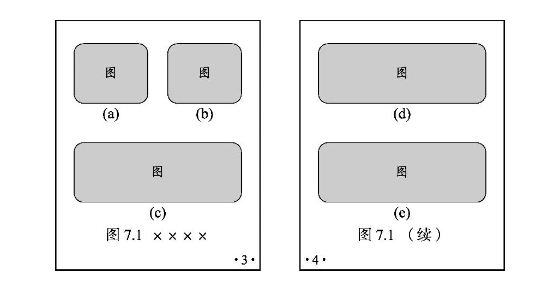 图 图
(a) (b)
图
(c)
图 7.1 ××××
·3·
图
(d)
图
(e)
图 7.1 （续）
·4·